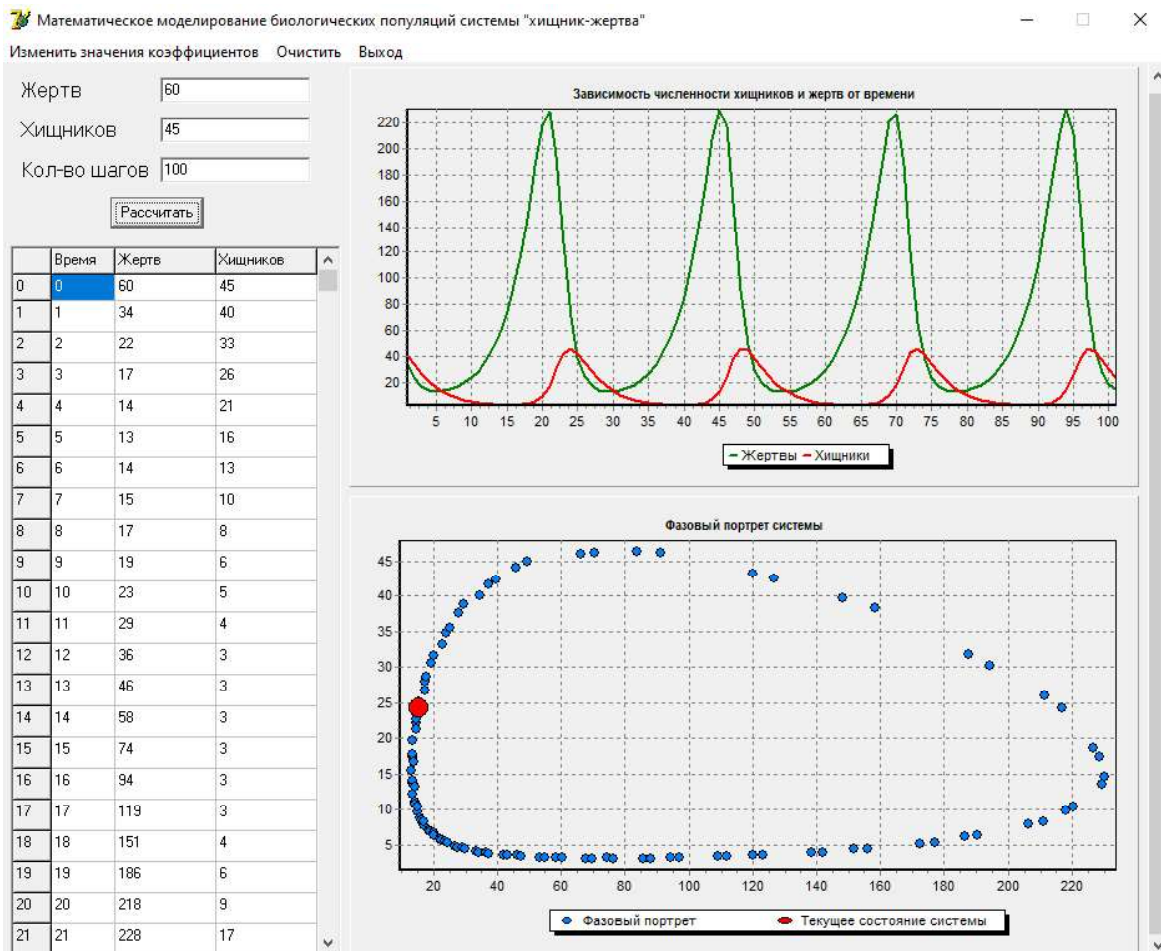 Математическое моделирование биологических популяций системы "хищник-жертва"
Изменить значения коэффициентов Очистить Выход
Жертв 60
Хищников 45
Кол-во шагов 100
Рассчитать
Время Жертв Хищников
0 0 60 45
1 1 34 40
2 2 22 33
3 3 17 26
4 4 14 21
5 5 13 16
6 6 14 13
7 7 15 10
8 8 17 8
9 9 19 6
10 10 23 5
11 11 29 4
12 12 36 3
13 13 46 3
14 14 58 3
15 15 74 3
16 16 94 3
17 17 119 3
18 18 151 4
19 19 186 6
20 20 218 9
21 21 228 17
Зависимость численности хищников и жертв от времени
220
200
180
160
140
120
100
80
60
40
20
5 10 15 20 25 30 35 40 45 50 55 60 65 70 75 80 85 90 95 100
Жертвы Хищники
Фазовый портрет системы
45
40
35
30
25
20
15
10
5
20 40 60 80 100 120 140 160 180 200 220
Фазовый портрет Текущее состояние системы